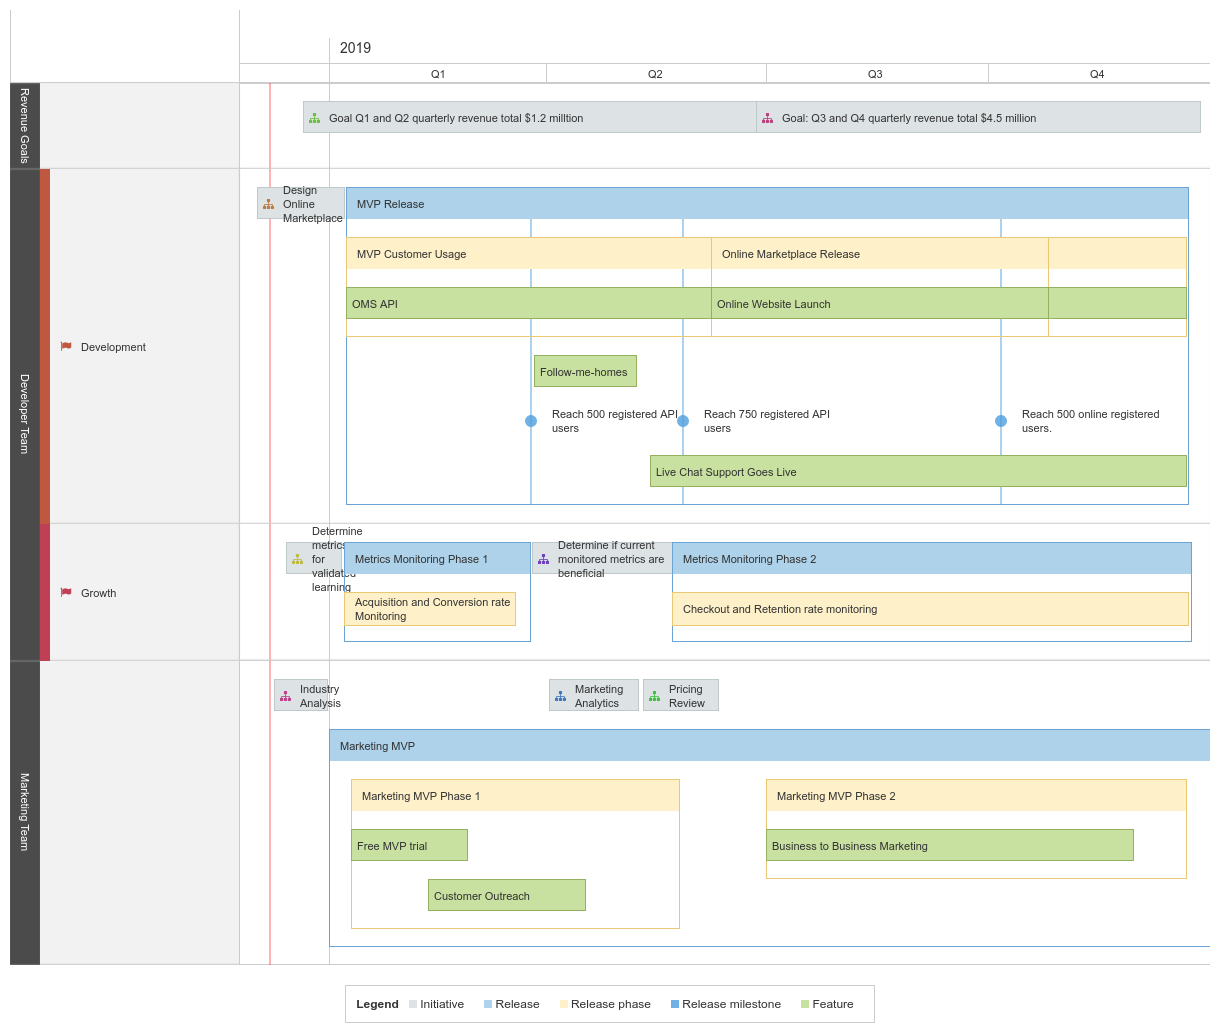 2019
Q1 Q2 Q3 Q4
Revenue Goals
Goal Q1 and Q2 quarterly revenue total $1.2 milltion
Goal: Q3 and Q4 quarterly revenue total $4.5 million
Developer Team
Development
Design
Online
Marketplace
MVP Release
MVP Customer Usage
Online Marketplace Release
OMS API
Online Website Launch
Follow-me-homes
Reach 500 registered API
users
Reach 750 registered API
users
Reach 500 online registered
users.
Live Chat Support Goes Live
Growth
Determine
metrics
for
validated
learning
Metrics Monitoring Phase 1
Determine if current
monitored metrics are
beneficial
Metrics Monitoring Phase 2
Acquisition and Conversion rate
Monitoring
Checkout and Retention rate monitoring
Marketing Team
Industry
Analysis
Marketing
Analytics
Pricing
Review
Marketing MVP
Marketing MVP Phase 1
Marketing MVP Phase 2
Free MVP trial
Business to Business Marketing
Customer Outreach
Legend Initiative Release Release phase Release milestone Feature